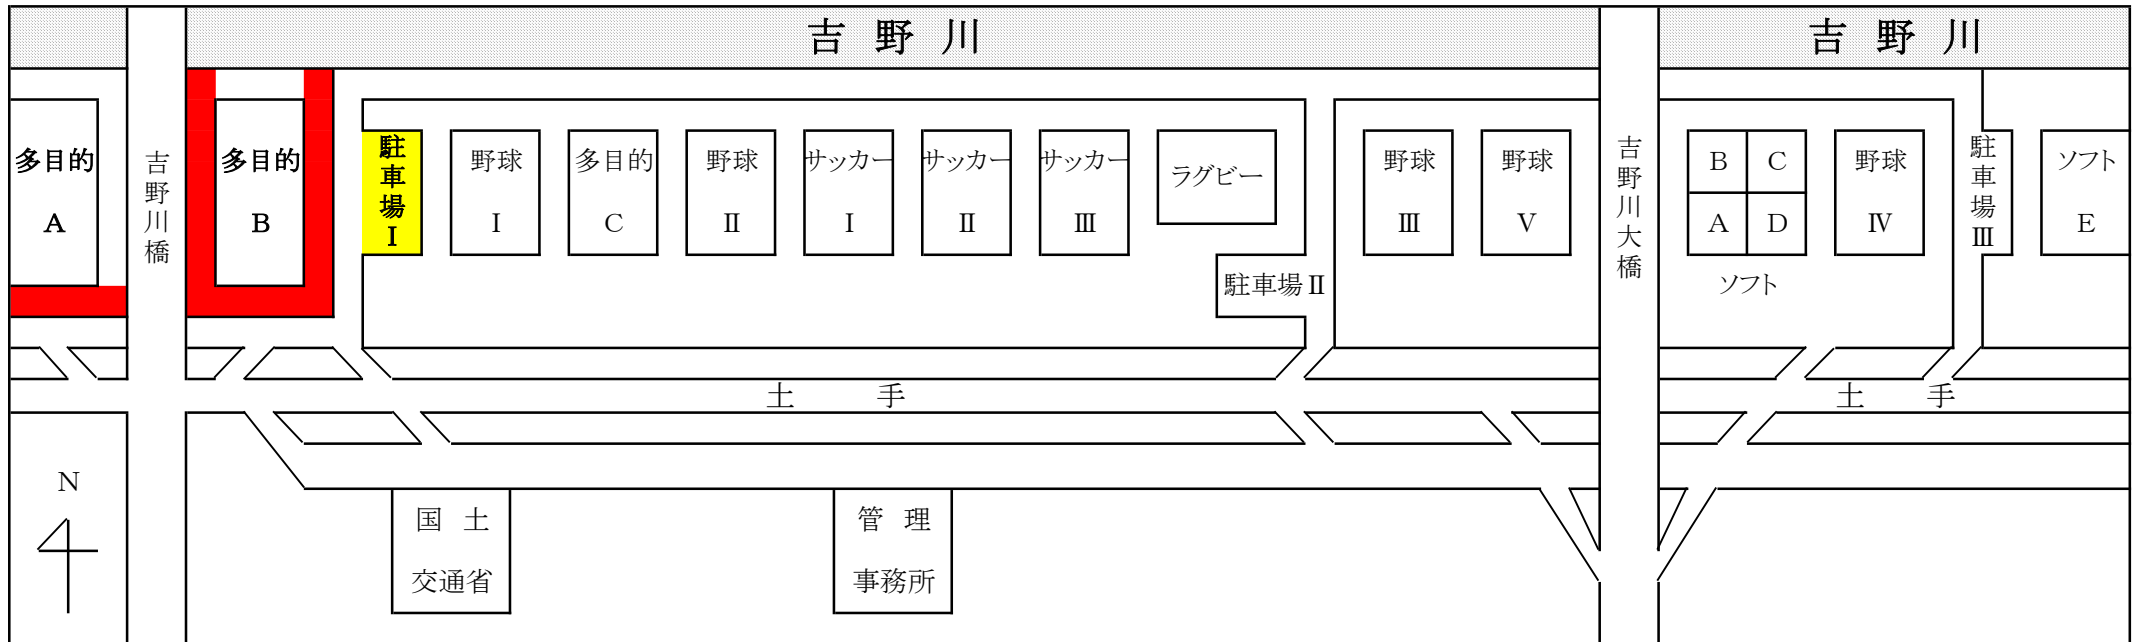 吉 野 川
吉 野 川
多目的
A
吉野川橋
多目的
B
駐車場Ⅰ
野球
Ⅰ
多目的
C
野球
Ⅱ
サッカー
Ⅰ
サッカー
Ⅱ
サッカー
Ⅲ
ラグビー
駐車場Ⅱ
野球
Ⅲ
野球
Ⅴ
吉野川大橋
B C
A D
ソフト
野球
Ⅳ
駐車場Ⅲ
ソフト
E
土 手
土 手
N
国 土
交通省
管 理
事務所